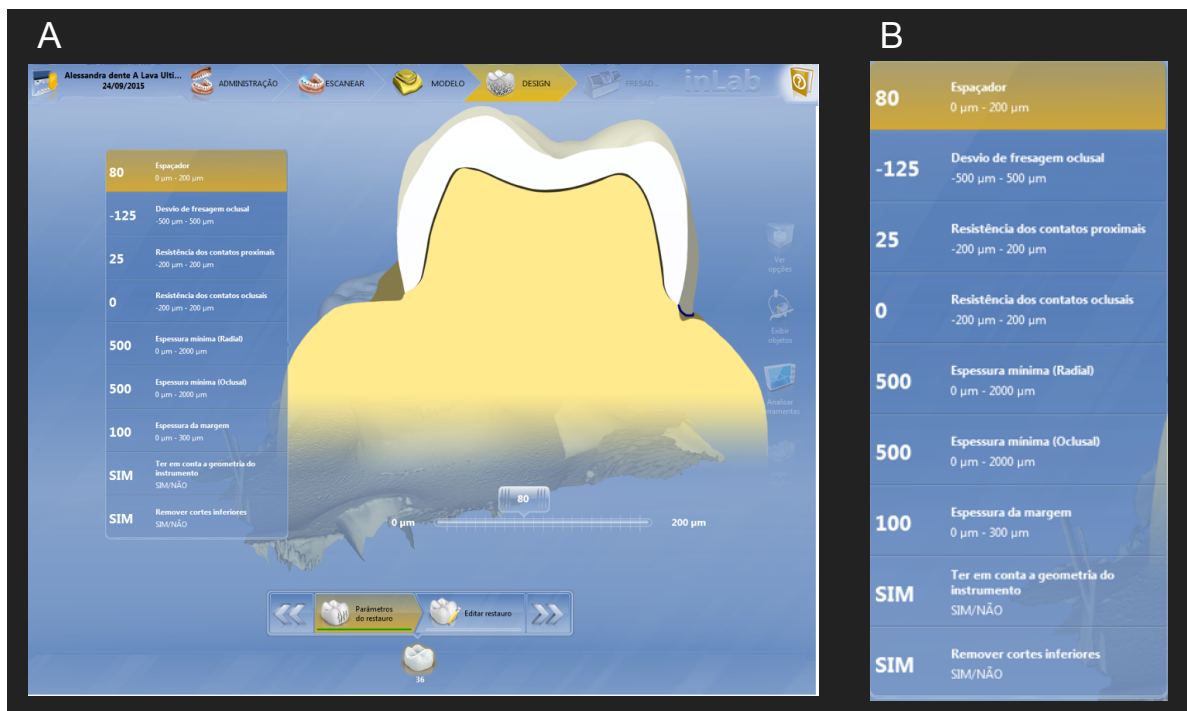 A
Alessandra dente A Lava Ulti...
24/09/2015
ADMINISTRAÇÃO
ESCANEAR
MODELO
DESIGN
FRESAD...
inLab
80
Espaçador
0 µm - 200 µm
-125
Desvio de fresagem oclusal
-500 µm - 500 µm
25
Resistência dos contatos proximais
-200 µm - 200 µm
0
Resistência dos contatos oclusais
-200 µm - 200 µm
500
Espessura mínima (Radial)
0 µm - 2000 µm
500
Espessura mínima (Oclusal)
0 µm - 2000 µm
100
Espessura da margem
0 µm - 300 µm
SIM
Ter em conta a geometria do
instrumento
SIM/NÃO
SIM
Remover cortes inferiores
SIM/NÃO
Ver
opções
Exibir
objetos
Analisar
erramentas
80
0 µm
200 µm
Parâmetros
do restauro
Editar restauro
36
B
80
Espaçador
0 µm - 200 µm
-125
Desvio de fresagem oclusal
-500 µm - 500 µm
25
Resistência dos contatos proximais
-200 µm - 200 µm
0
Resistência dos contatos oclusais
-200 µm - 200 µm
500
Espessura mínima (Radial)
0 µm - 2000 µm
500
Espessura mínima (Oclusal)
0 µm - 2000 µm
100
Espessura da margem
0 µm - 300 µm
SIM
Ter em conta a geometria do
instrumento
SIM/NÃO
SIM
Remover cortes inferiores
SIM/NÃO